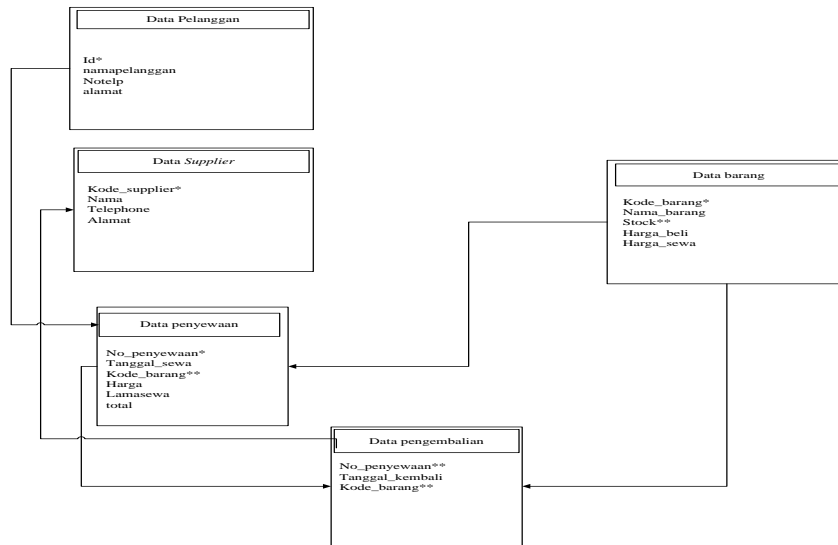 Data Pelanggan
Id*
namapelanggan
Notelp
alamat
Data Supplier
Kode_supplier*
Nama
Telephone
Alamat
Data barang
Kode_barang*
Nama_barang
Stock**
Harga_beli
Harga_sewa
Data penyewaan
No_penyewaan*
Tanggal_sewa
Kode_barang**
Harga
Lamasewa
total
Data pengembalian
No_penyewaan**
Tanggal_kembali
Kode_barang**